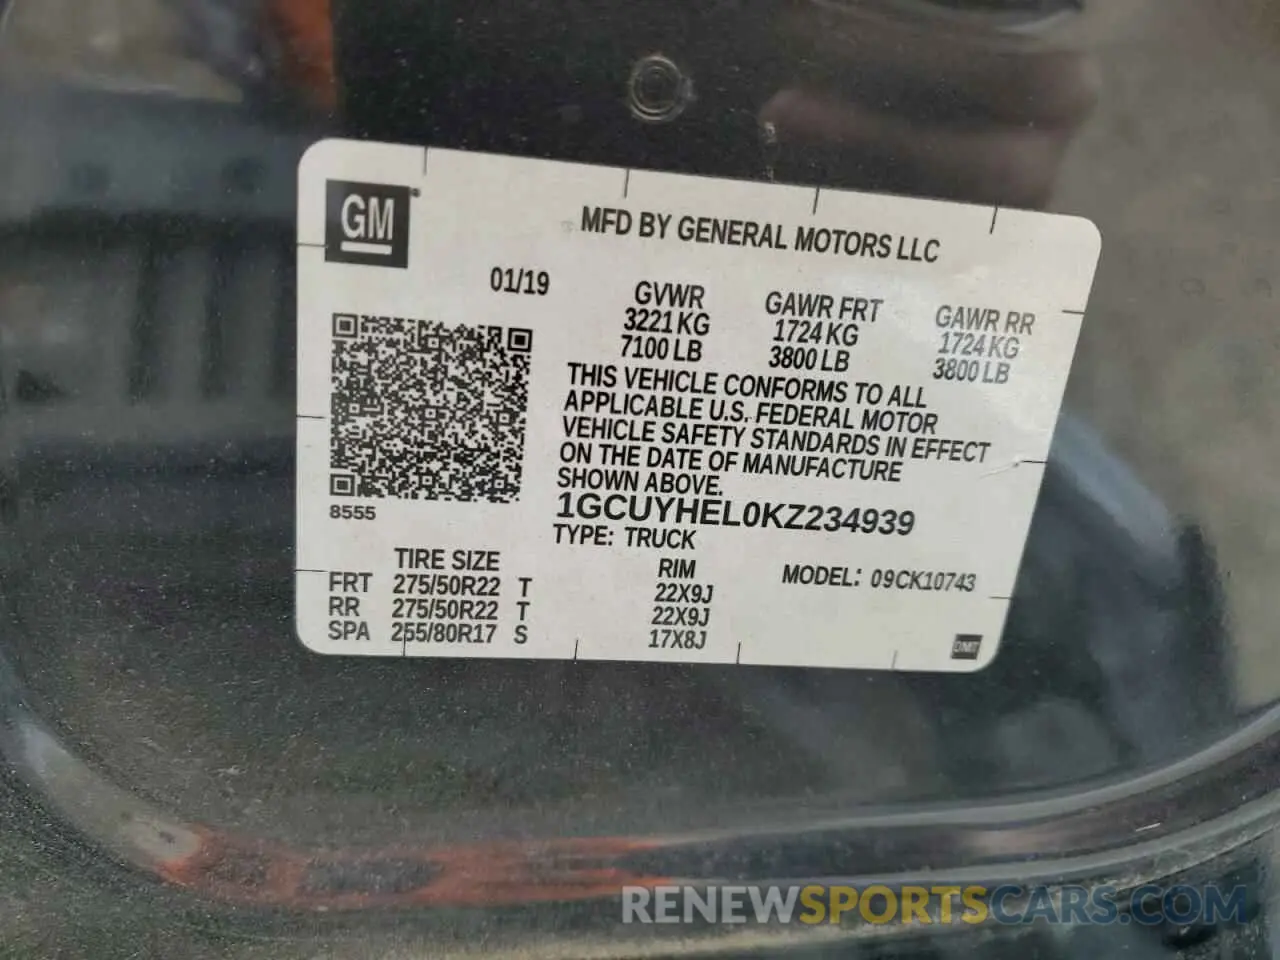 GM
MFD BY GENERAL MOTORS LLC
01/19
GVWR
3221 KG
7100 LB
GAWR FRT
1724 KG
3800 LB
GAWR RR
1724 KG
3800 LB
THIS VEHICLE CONFORMS TO ALL
APPLICABLE U.S. FEDERAL MOTOR
VEHICLE SAFETY STANDARDS IN EFFECT
ON THE DATE OF MANUFACTURE
SHOWN ABOVE.
1GCUYHEL0KZ234939
TYPE: TRUCK
8555
MODEL: 09CK10743
TIRE SIZE RIM
FRT 275/50R22 T 22X9J
RR 275/50R22 T 22X9J
SPA 255/80R17 S 17X8J
DMT
RENEWSPORTSCARS.COM